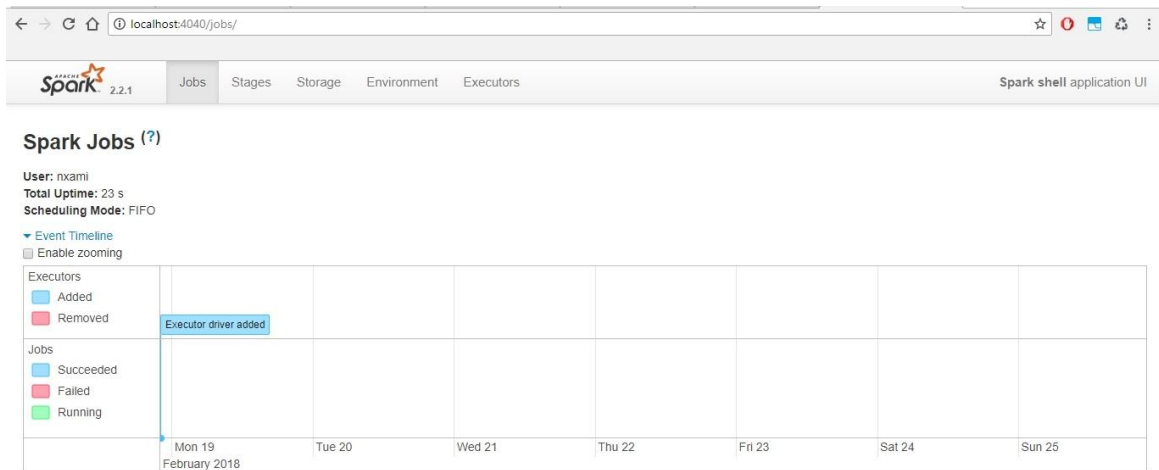 localhost:4040/jobs/
APACHE
Spark 2.2.1 Jobs Stages Storage Environment Executors Spark shell application UI
Spark Jobs (?)
User: nxami
Total Uptime: 23 s
Scheduling Mode: FIFO
Event Timeline
Enable zooming
Executors
Added
Removed
Executor driver added
Jobs
Succeeded
Failed
Running
Mon 19 Tue 20 Wed 21 Thu 22 Fri 23 Sat 24 Sun 25
February 2018